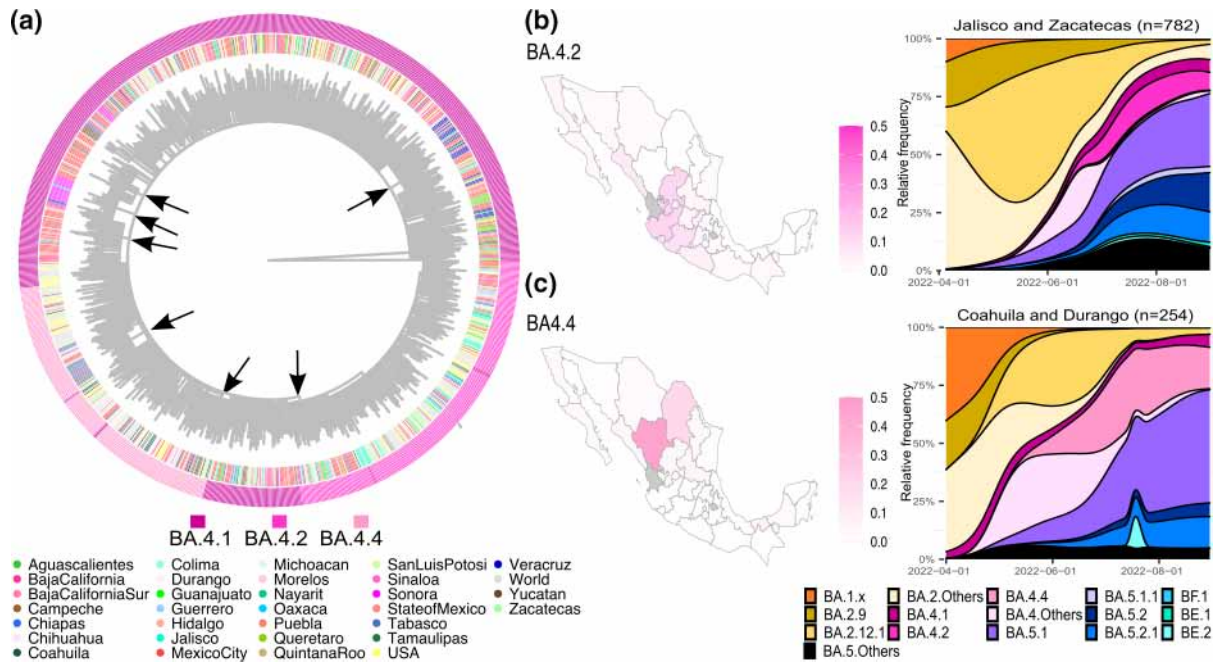 (a)
BA.4.1 BA.4.2 BA.4.4
Aguascalientes
BajaCalifornia
BajaCaliforniaSur
Campeche
Chiapas
Chihuahua
Coahuila
Colima
Durango
Guanajuato
Guerrero
Hidalgo
Jalisco
MexicoCity
Michoacan
Morelos
Nayarit
Oaxaca
Puebla
Queretaro
QuintanaRoo
SanLuisPotosi
Sinaloa
Sonora
StateofMexico
Tabasco
Tamaulipas
USA
Veracruz
World
Yucatan
Zacatecas
(b)
BA.4.2
0.5
0.4
0.3
0.2
0.1
0.0
Jalisco and Zacatecas (n=782)
Relative frequency
100%
75%
50%
25%
0%
2022−04−01 2022−06−01 2022−08−01
(c)
BA4.4
0.5
0.4
0.3
0.2
0.1
0.0
Coahuila and Durango (n=254)
Relative frequency
100%
75%
50%
25%
0%
2022−04−01 2022−06−01 2022−08−01
BA.1.x
BA.2.9
BA.2.12.1
BA.5.Others
BA.2.Others
BA.4.1
BA.4.2
BA.4.4
BA.4.Others
BA.5.1
BA.5.1.1
BA.5.2
BA.5.2.1
BF.1
BE.1
BE.2